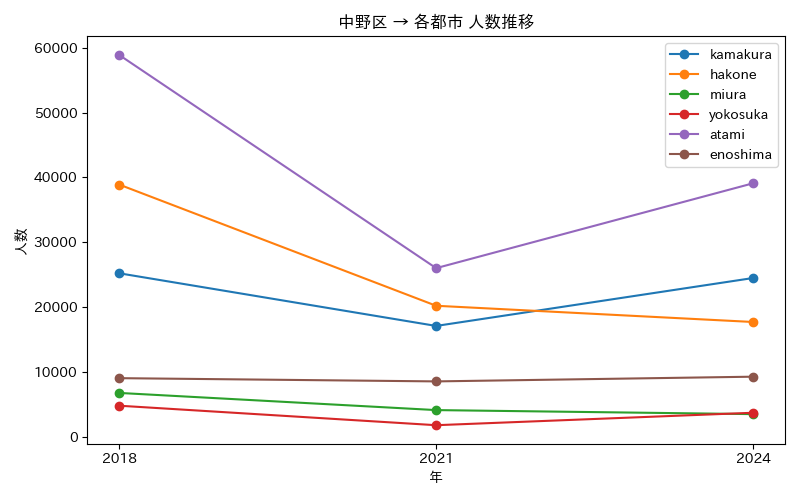 中野区 → 各都市 人数推移
人数
60000
50000
40000
30000
20000
10000
0
kamakura
hakone
miura
yokosuka
atami
enoshima
2018 2021 2024
年